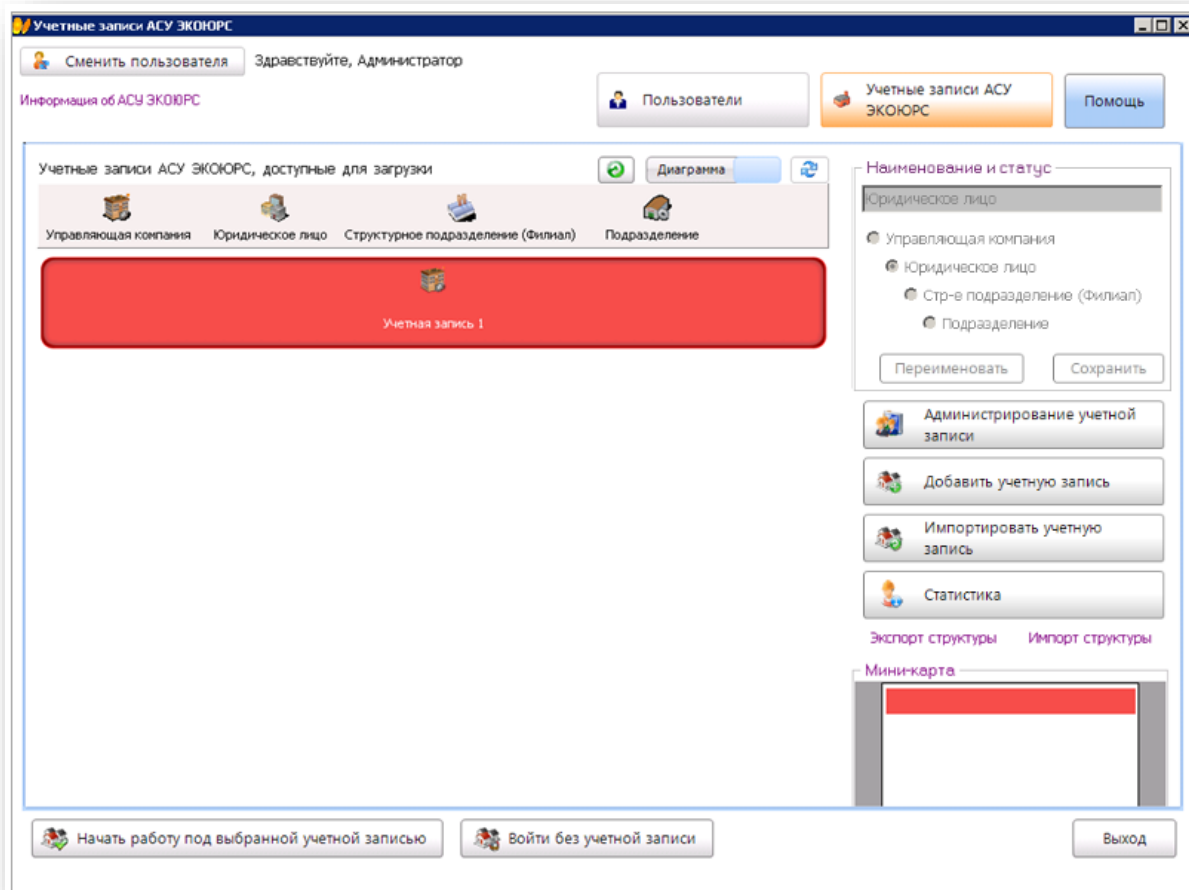 Учетные записи АСУ ЭКОЮРС
Сменить пользователя
Здравствуйте, Администратор
Информация об АСУ ЭКОЮРС
Пользователи
Учетные записи АСУ
ЭКОЮРС
Помощь
Учетные записи АСУ ЭКОЮРС, доступные для загрузки
Диаграмма
Управляющая компания
Юридическое лицо
Структурное подразделение (Филиал)
Подразделение
Учетная запись 1
Наименование и статус
Юридическое лицо
Управляющая компания
Юридическое лицо
Стр-е подразделение (Филиал)
Подразделение
Переименовать
Сохранить
Администрирование учетной
записи
Добавить учетную запись
Импортировать учетную
запись
Статистика
Экспорт структуры
Импорт структуры
Мини-карта
Начать работу под выбранной учетной записью
Войти без учетной записи
Выход